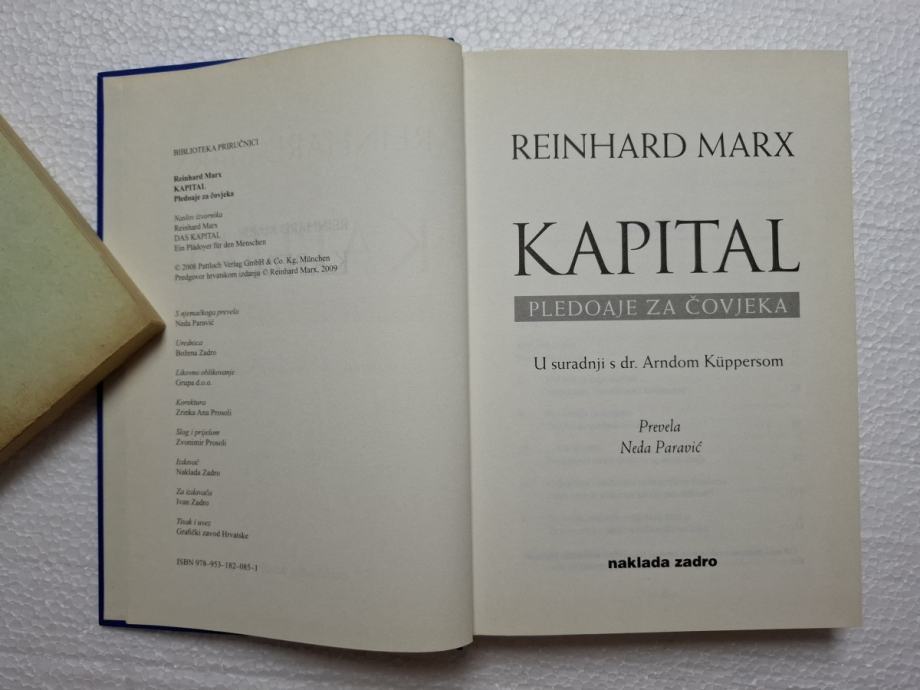 BIBLIOTEKA PRIRUČNICI
Reinhard Marx
KAPITAL
Pledoaje za čovjeka
Naslov izvornika
Reinhard Marx
DAS KAPITAL
Ein Plädoyer für den Menschen
© 2008 Pattloch Verlag GmbH & Co. Kg, München
Predgovor hrvatskom izdanju © Reinhard Marx, 2009
S njemačkoga prevela
Neda Paravić
Urednica
Božena Zadro
Likovno oblikovanje
Grupa d.o.o.
Korektura
Zrinka Ana Prosoli
Slog i prijelom
Zvonimir Prosoli
Izdavač
Naklada Zadro
Za izdavača
Ivan Zadro
Tisak i uvez
Grafički zavod Hrvatske
ISBN 978-953-182-085-1
REINHARD MARX
KAPITAL
PLEDOAJE ZA ČOVJEKA
U suradnji s dr. Arndom Küppersom
Prevela
Neda Paravić
naklada zadro